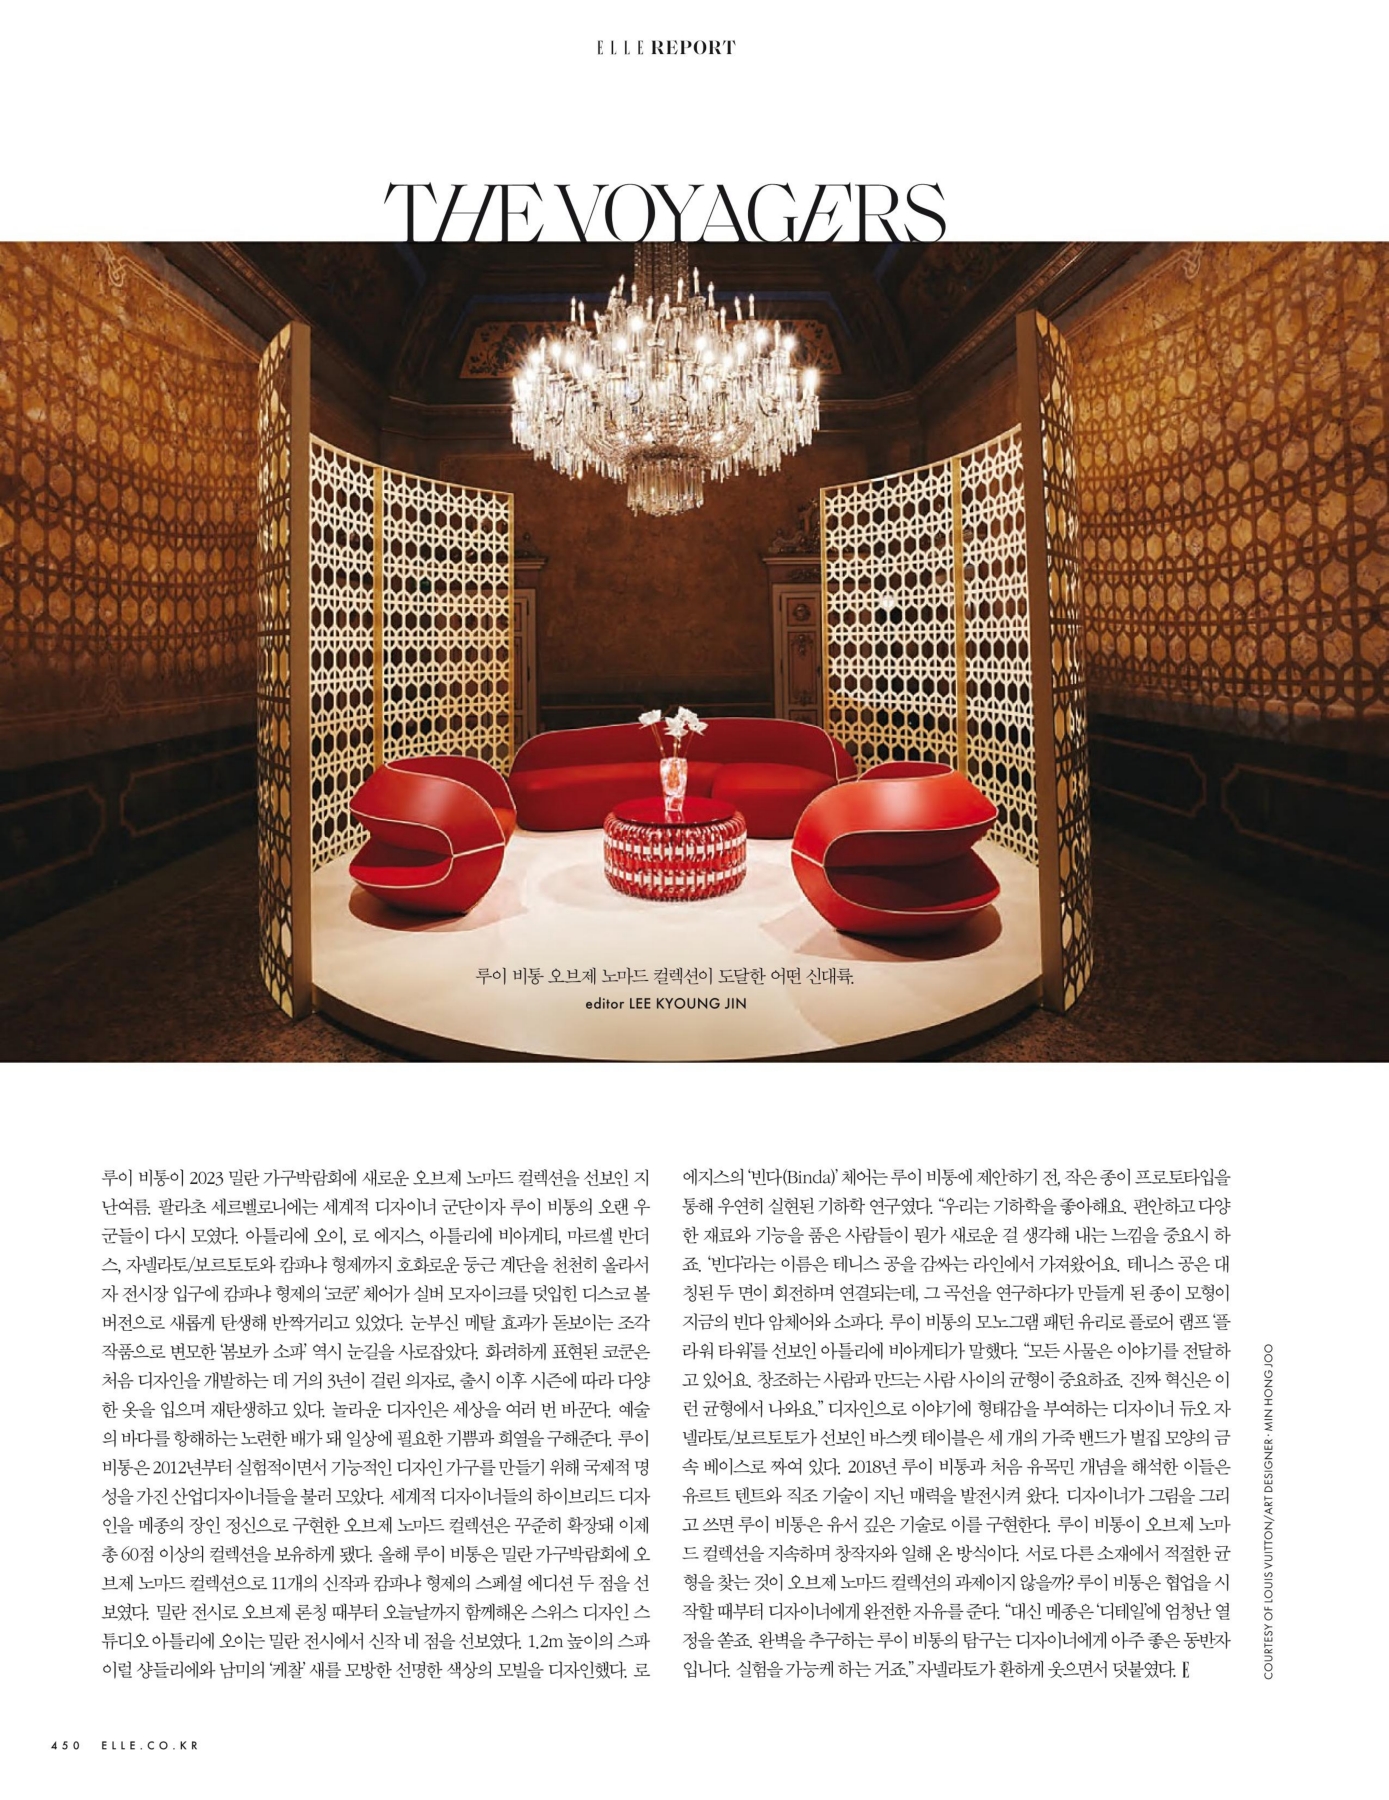 ELLE REPORT
THE VOYAGERS
루이 비통 오브제 노마드 컬렉션이 도달한 어떤 신대륙.
editor LEE KYOUNG JIN
루이 비통이 2023 밀란 가구박람회에 새로운 오브제 노마드 컬렉션을 선보인 지
난여름. 팔라초 세르벨로니에는 세계적 디자이너 군단이자 루이 비통의 오랜 우
군들이 다시 모였다. 아틀리에 오이, 로 에지스, 아틀리에 비아게티, 마르셀 반더
스, 자넬라토/보르토토와 캄파냐 형제까지 호화로운 둥근 계단을 천천히 올라서
자 전시장 입구에 캄파냐 형제의 ‘코쿤’ 체어가 실버 모자이크를 덧입힌 디스코 볼
버전으로 새롭게 탄생해 반짝거리고 있었다. 눈부신 메탈 효과가 돋보이는 조각
작품으로 변모한 ‘봄보카 소파’ 역시 눈길을 사로잡았다. 화려하게 표현된 코쿤은
처음 디자인을 개발하는 데 거의 3년이 걸린 의자로, 출시 이후 시즌에 따라 다양
한 옷을 입으며 재탄생하고 있다. 놀라운 디자인은 세상을 여러 번 바꾼다. 예술
의 바다를 항해하는 노련한 배가 돼 일상에 필요한 기쁨과 희열을 구해준다. 루이
비통은 2012년부터 실험적이면서 기능적인 디자인 가구를 만들기 위해 국제적 명
성을 가진 산업디자이너들을 불러 모았다. 세계적 디자이너들의 하이브리드 디자
인을 메종의 장인 정신으로 구현한 오브제 노마드 컬렉션은 꾸준히 확장돼 이제
총 60점 이상의 컬렉션을 보유하게 됐다. 올해 루이 비통은 밀란 가구박람회에 오
브제 노마드 컬렉션으로 11개의 신작과 캄파냐 형제의 스페셜 에디션 두 점을 선
보였다. 밀란 전시로 오브제 론칭 때부터 오늘날까지 함께해온 스위스 디자인 스
튜디오 아틀리에 오이는 밀란 전시에서 신작 네 점을 선보였다. 1.2m 높이의 스파
이럴 샹들리에와 남미의 ‘케찰’ 새를 모방한 선명한 색상의 모빌을 디자인했다. 로
에지스의 ‘빈다(Binda)’ 체어는 루이 비통에 제안하기 전, 작은 종이 프로토타입을
통해 우연히 실현된 기하학 연구였다. “우리는 기하학을 좋아해요. 편안하고 다양
한 재료와 기능을 품은 사람들이 뭔가 새로운 걸 생각해 내는 느낌을 중요시 하
죠. ‘빈다’라는 이름은 테니스 공을 감싸는 라인에서 가져왔어요. 테니스 공은 대
칭된 두 면이 회전하며 연결되는데, 그 곡선을 연구하다가 만들게 된 종이 모형이
지금의 빈다 암체어와 소파다. 루이 비통의 모노그램 패턴 유리로 플로어 램프 ‘플
라워 타워’를 선보인 아틀리에 비아게티가 말했다. “모든 사물은 이야기를 전달하
고 있어요. 창조하는 사람과 만드는 사람 사이의 균형이 중요하죠. 진짜 혁신은 이
런 균형에서 나와요.” 디자인으로 이야기에 형태감을 부여하는 디자이너 듀오 자
넬라토/보르토토가 선보인 바스켓 테이블은 세 개의 가죽 밴드가 벌집 모양의 금
속 베이스로 짜여 있다. 2018년 루이 비통과 처음 유목민 개념을 해석한 이들은
유르트 텐트와 직조 기술이 지닌 매력을 발전시켜 왔다. 디자이너가 그림을 그리
고 쓰면 루이 비통은 유서 깊은 기술로 이를 구현한다. 루이 비통이 오브제 노마
드 컬렉션을 지속하며 창작자와 일해 온 방식이다. 서로 다른 소재에서 적절한 균
형을 찾는 것이 오브제 노마드 컬렉션의 과제이지 않을까? 루이 비통은 협업을 시
작할 때부터 디자이너에게 완전한 자유를 준다. “대신 메종은 ‘디테일’에 엄청난 열
정을 쏟죠. 완벽을 추구하는 루이 비통의 탐구는 디자이너에게 아주 좋은 동반자
입니다. 실험을 가능케 하는 거죠.” 자넬라토가 환하게 웃으면서 덧붙였다. E
COURTESY OF LOUIS VUITTON/ART DESIGNER · MIN HONG JOO
450 ELLE.CO.KR